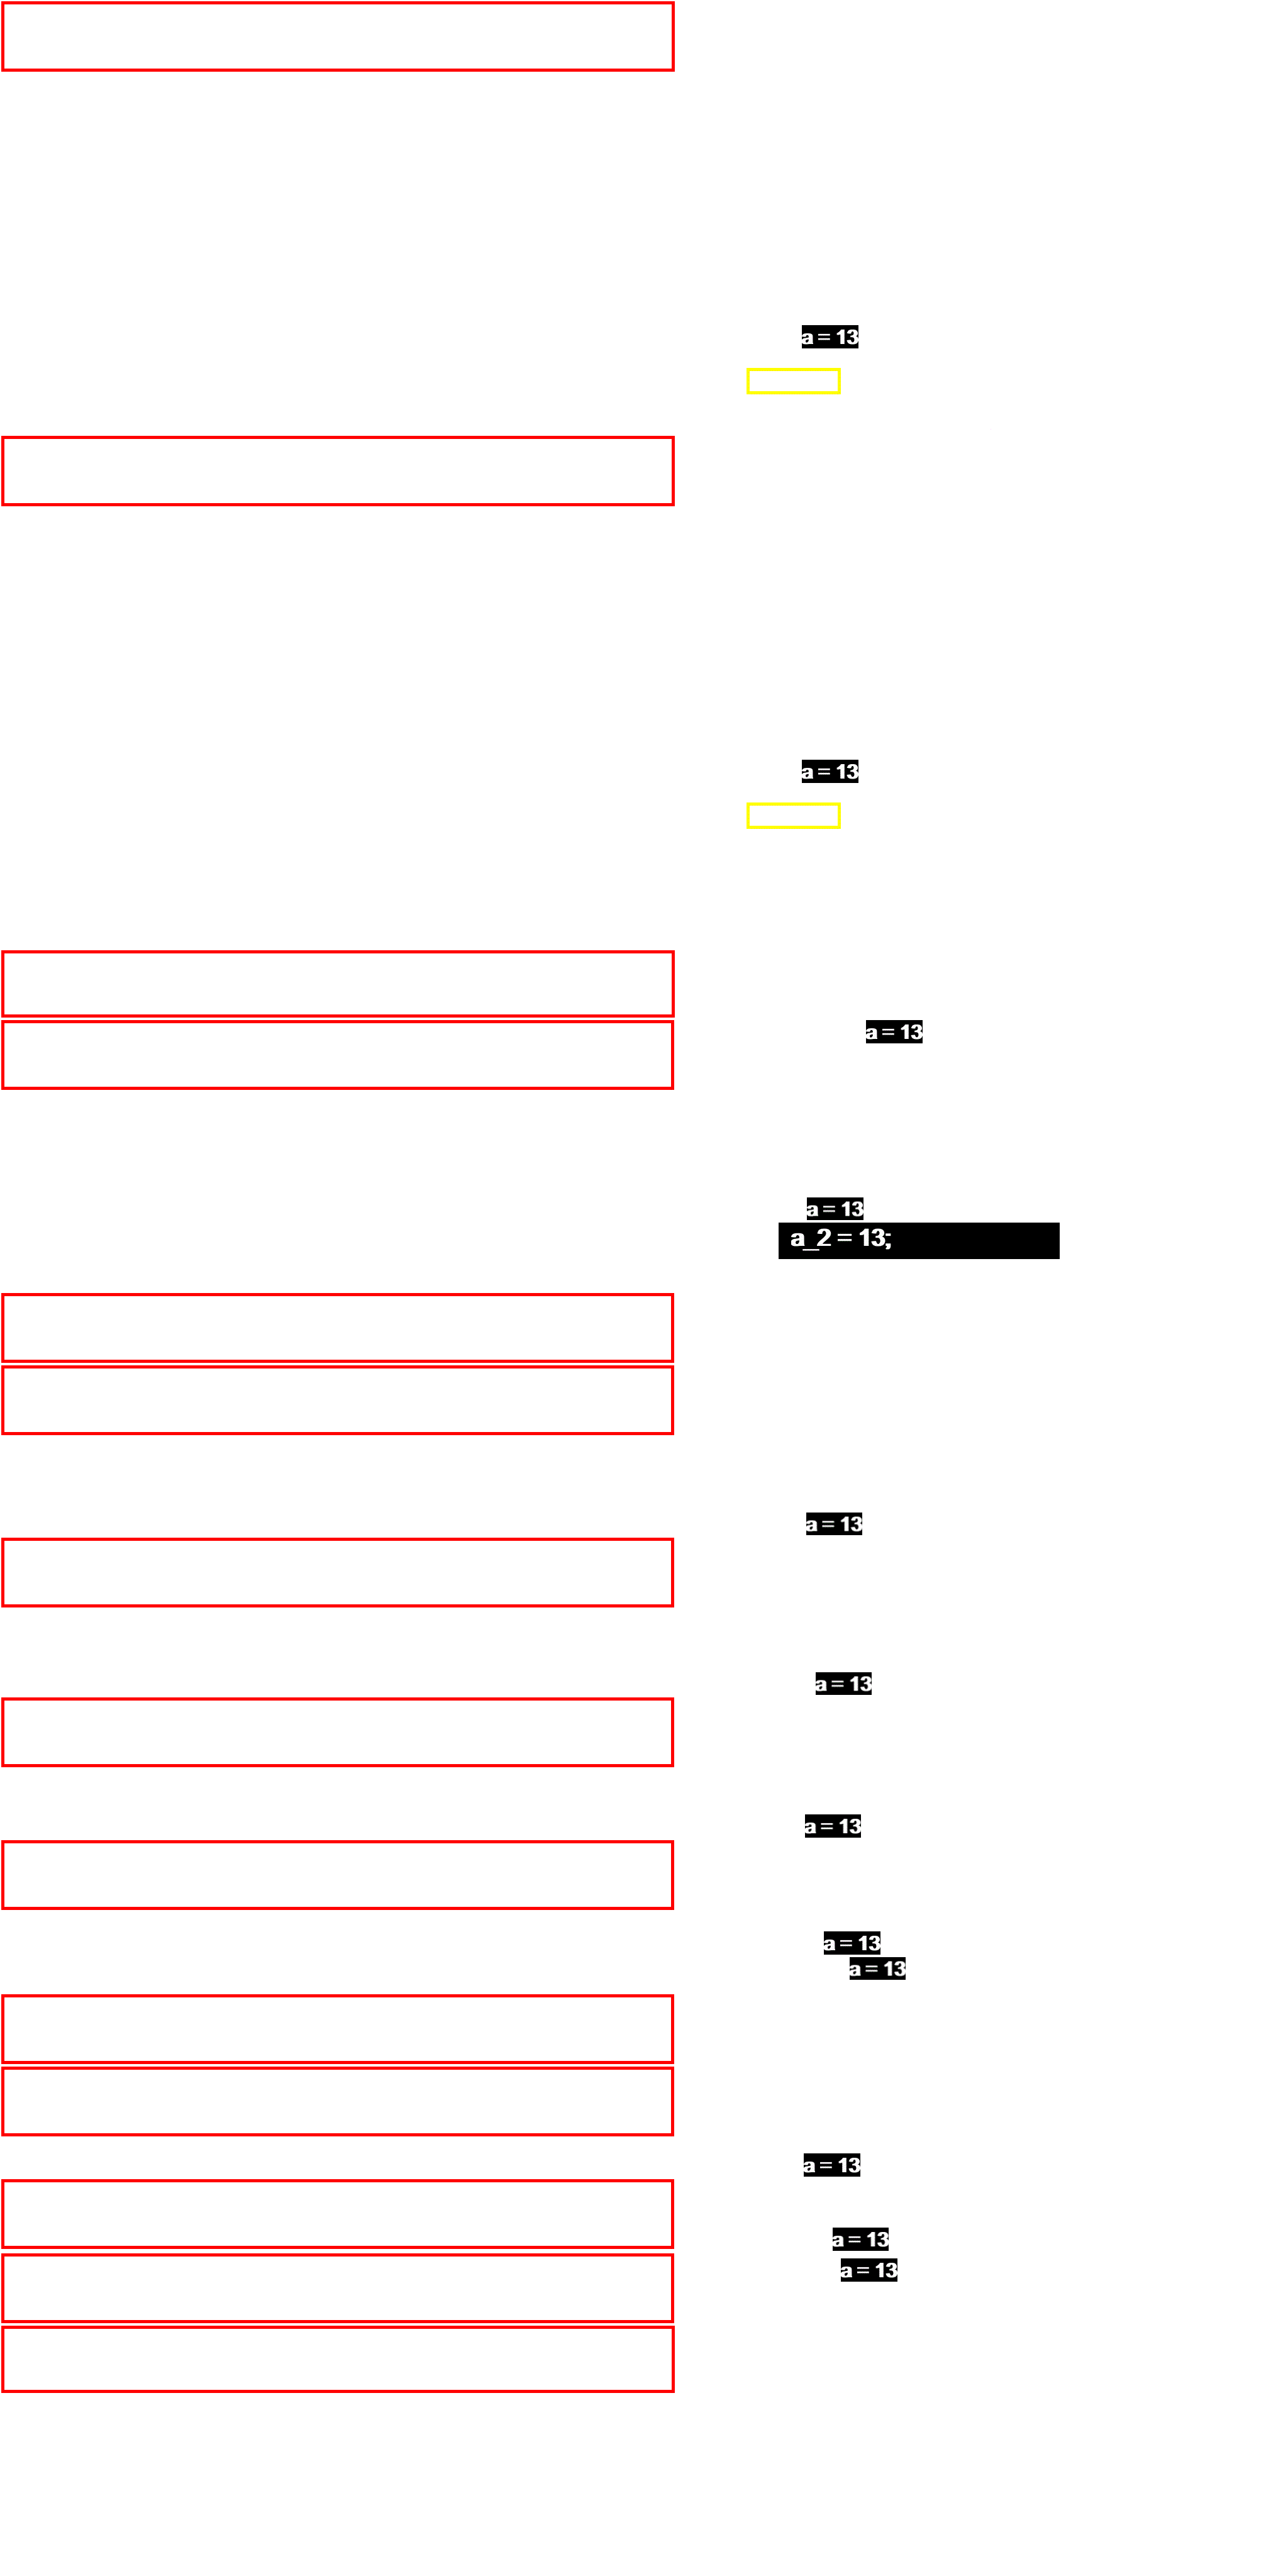 a = 13
a = 13
a = 13
a = 13
a_2 = 13;
a = 13
a = 13
a = 13
a = 13
a = 13
a = 13
a = 13
a = 13